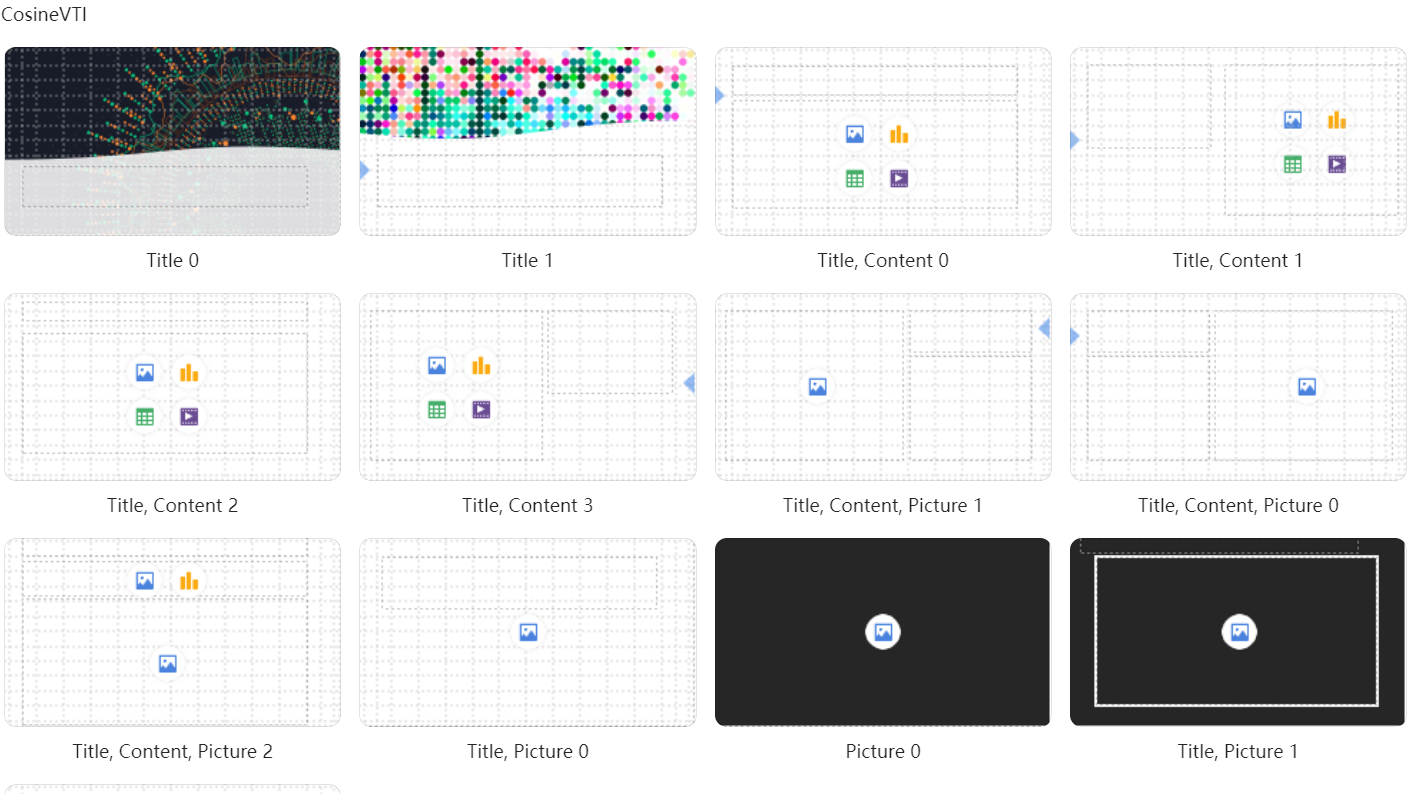 CosineVTI
Title 0
Title 1
Title, Content 0
Title, Content 1
Title, Content 2
Title, Content 3
Title, Content, Picture 1
Title, Content, Picture 0
Title, Content, Picture 2
Title, Picture 0
Picture 0
Title, Picture 1